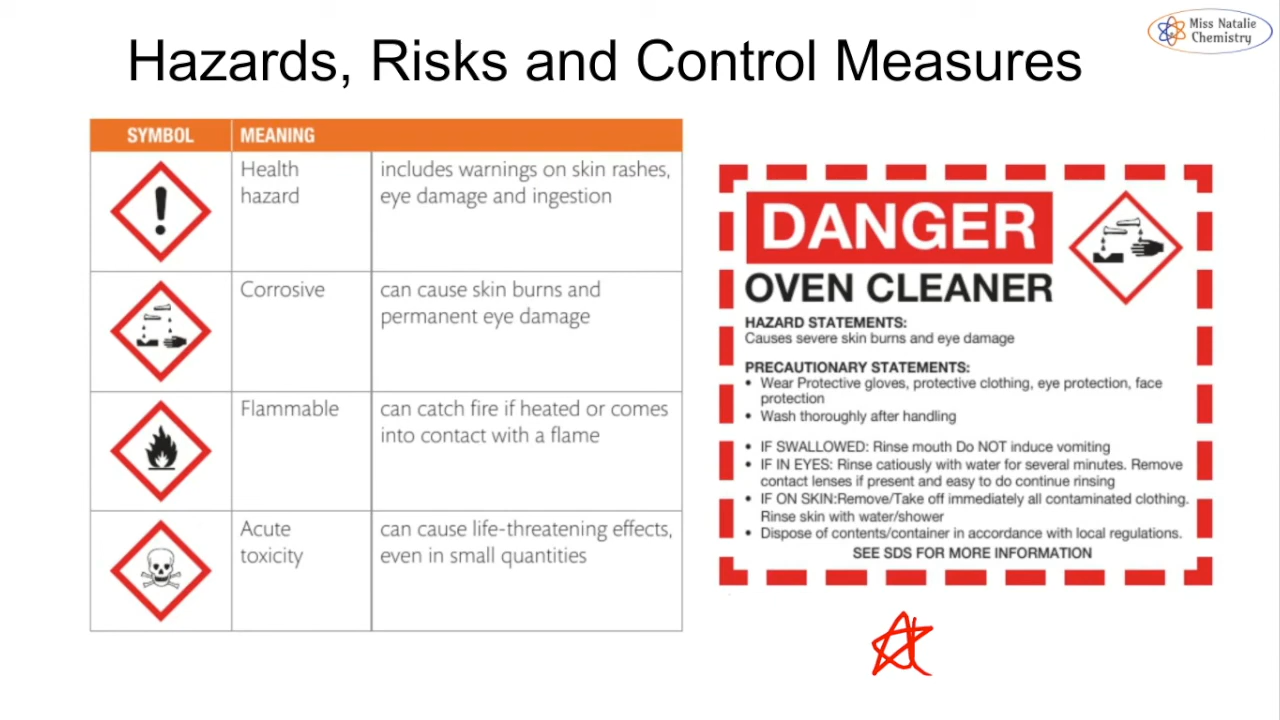 Miss Natalie
Chemistry
Hazards, Risks and Control Measures
SYMBOL MEANING
Health
hazard
includes warnings on skin rashes,
eye damage and ingestion
Corrosive
can cause skin burns and
permanent eye damage
Flammable
can catch fire if heated or comes
into contact with a flame
Acute
toxicity
can cause life-threatening effects,
even in small quantities
DANGER
OVEN CLEANER
HAZARD STATEMENTS:
Causes severe skin burns and eye damage
PRECAUTIONARY STATEMENTS:
• Wear Protective gloves, protective clothing, eye protection, face
protection
• Wash thoroughly after handling
• IF SWALLOWED: Rinse mouth Do NOT induce vomiting
• IF IN EYES: Rinse catiously with water for several minutes. Remove
contact lenses if present and easy to do continue rinsing
• IF ON SKIN:Remove/Take off immediately all contaminated clothing.
Rinse skin with water/shower
• Dispose of contents/container in accordance with local regulations.
SEE SDS FOR MORE INFORMATION